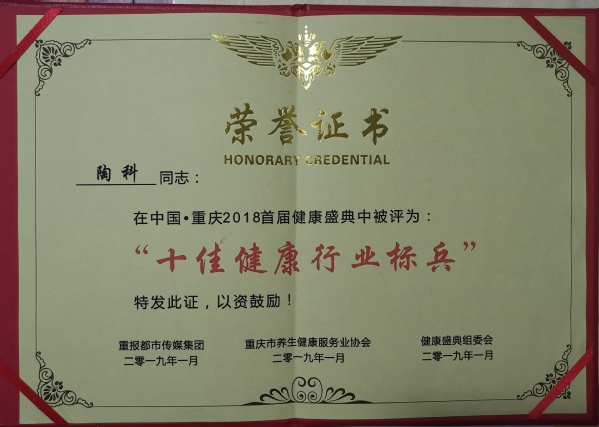 荣誉证书
HONORARY CREDENTIAL
陶科 同志：
在中国·重庆2018首届健康盛典中被评为：
“十佳健康行业标兵”
特发此证，以资鼓励！
重报都市传媒集团 重庆市养生健康服务业协会 健康盛典组委会
二零一九年一月 二零一九年一月 二零一九年一月